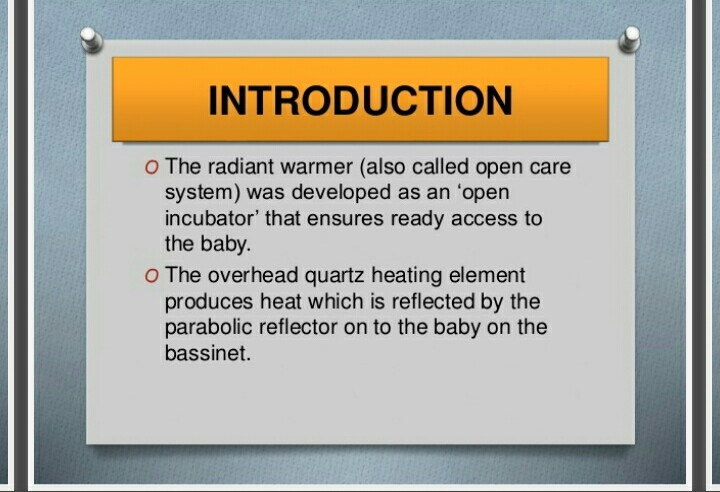 INTRODUCTION
O The radiant warmer (also called open care
system) was developed as an ‘open
incubator’ that ensures ready access to
the baby.
O The overhead quartz heating element
produces heat which is reflected by the
parabolic reflector on to the baby on the
bassinet.